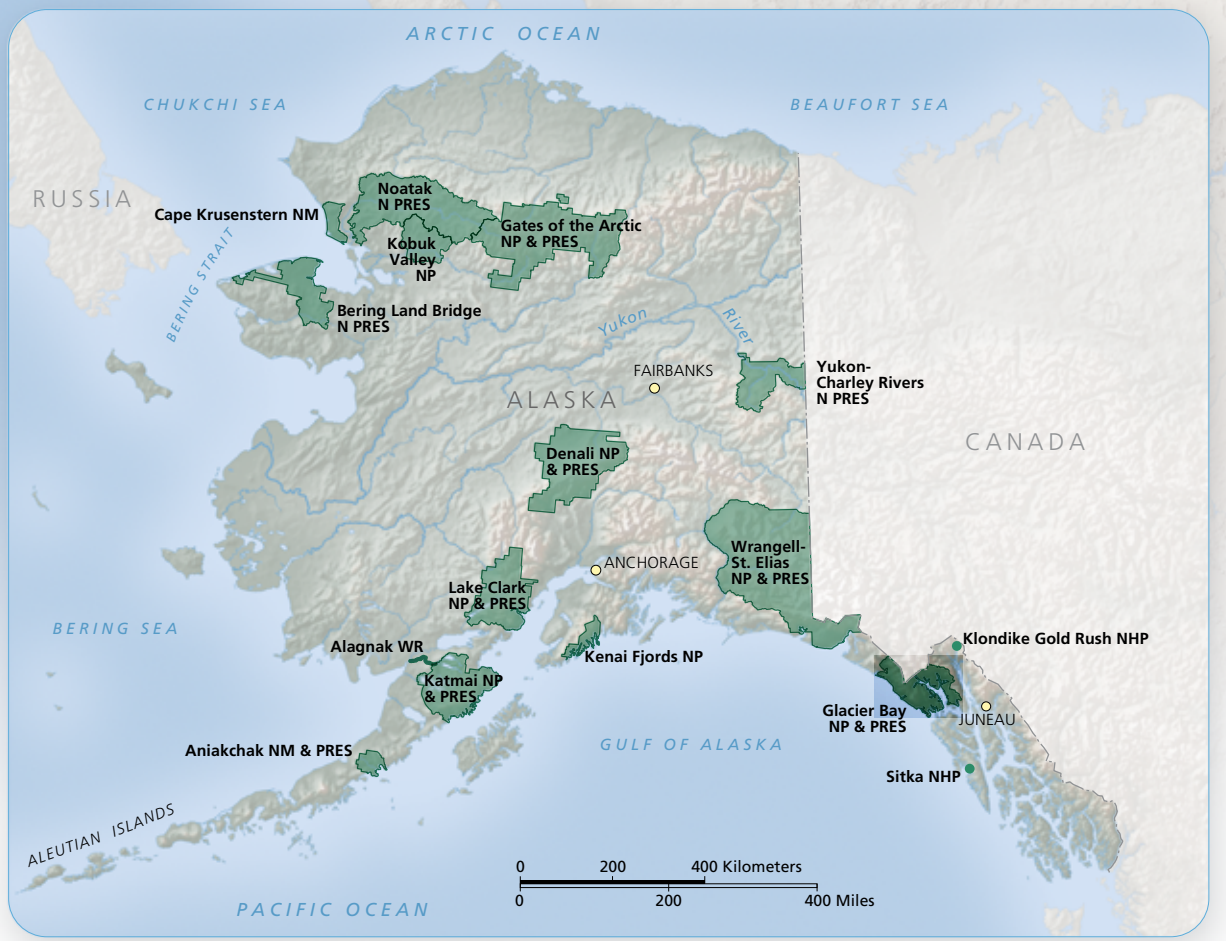 ARCTIC OCEAN
CHUKCHI SEA
BEAUFORT SEA
RUSSIA
Noatak
N PRES
Cape Krusenstern NM
Gates of the Arctic
NP & PRES
Kobuk
Valley
NP
BERING STRAIT
Bering Land Bridge
N PRES
Yukon
River
FAIRBANKS
Yukon-
Charley Rivers
N PRES
ALASKA
CANADA
Denali NP
& PRES
Wrangell-
St. Elias
NP & PRES
ANCHORAGE
Lake Clark
NP & PRES
BERING SEA
Alagnak WR
Klondike Gold Rush NHP
Kenai Fjords NP
Katmai NP
& PRES
Glacier Bay
NP & PRES
JUNEAU
Aniakchak NM & PRES
GULF OF ALASKA
Sitka NHP
ALEUTIAN ISLANDS
0 200 400 Kilometers
0 200 400 Miles
PACIFIC OCEAN